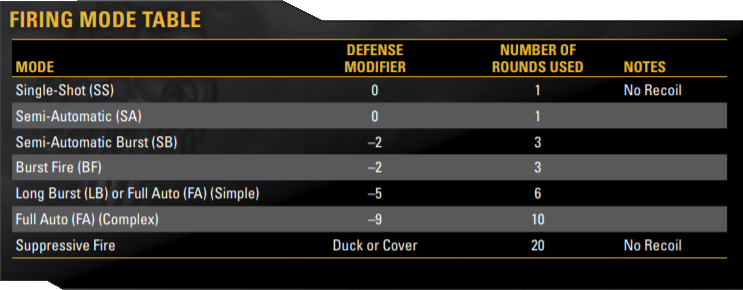 FIRING MODE TABLE
DEFENSE NUMBER OF
MODE MODIFIER ROUNDS USED NOTES
Single-Shot (SS) 0 1 No Recoil
Semi-Automatic (SA) 0 1
Semi-Automatic Burst (SB) –2 3
Burst Fire (BF) –2 3
Long Burst (LB) or Full Auto (FA) (Simple) –5 6
Full Auto (FA) (Complex) –9 10
Suppressive Fire Duck or Cover 20 No Recoil